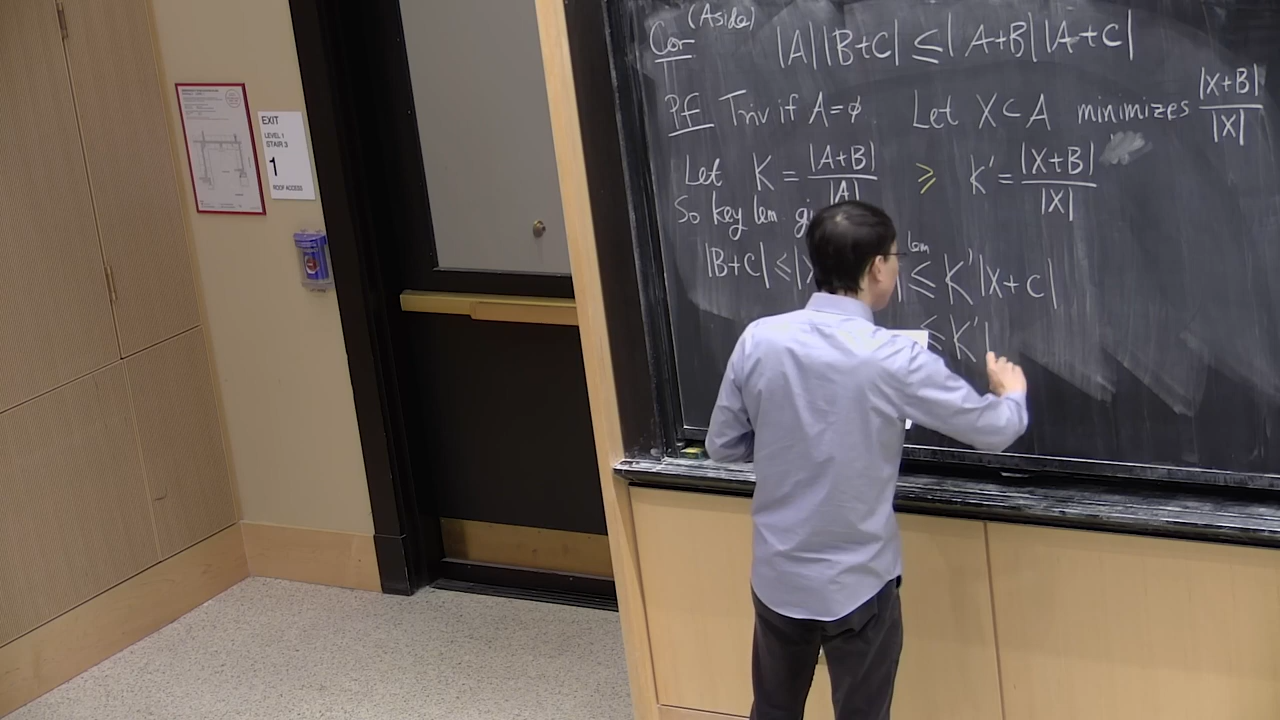 EXIT
LEVEL 1
STAIR 3
1
ROOF ACCESS
Cor (Aside) |A||B+C| ≤ |A+B||A+C|
Pf Triv if A=∅ Let X⊂A minimizes |X+B|/|X|
Let K = |A+B|/|A| ≥ K' = |X+B|/|X|
So key lem
|B+C| ≤ | lem ≤ K'|X+C|
≤ K'|